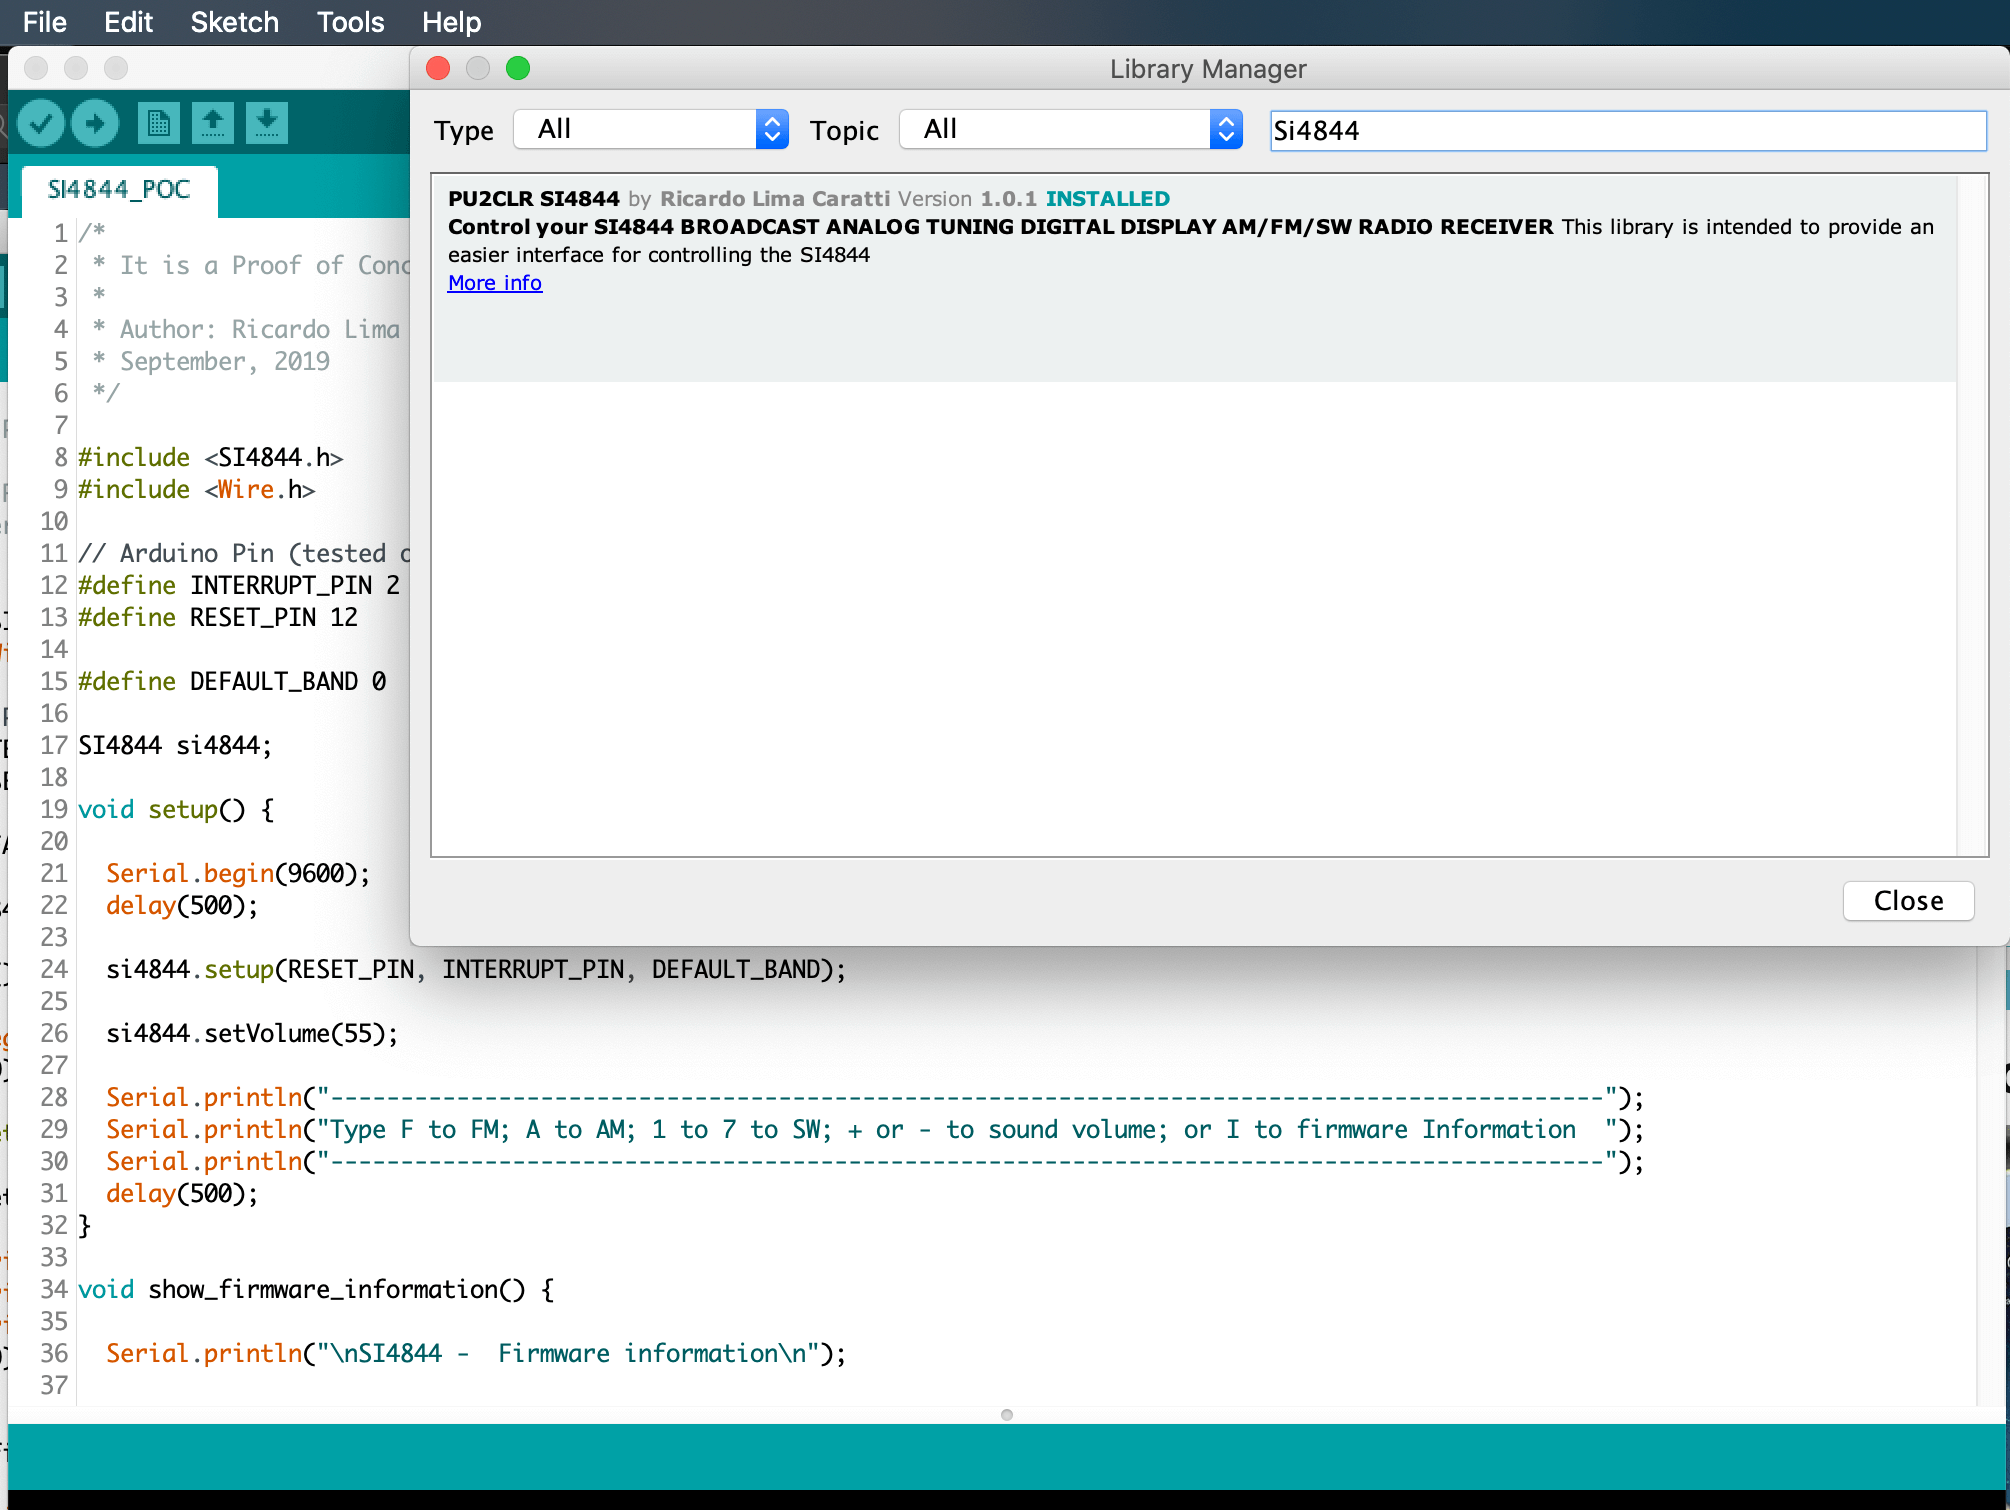 File Edit Sketch Tools Help
Library Manager
Type All Topic All Si4844
PU2CLR SI4844 by Ricardo Lima Caratti Version 1.0.1 INSTALLED
Control your SI4844 BROADCAST ANALOG TUNING DIGITAL DISPLAY AM/FM/SW RADIO RECEIVER This library is intended to provide an
easier interface for controlling the SI4844
More info
Close
SI4844_POC
1 /*
2 * It is a Proof of Conc
3 *
4 * Author: Ricardo Lima
5 * September, 2019
6 */
7
8 #include <SI4844.h>
9 #include <Wire.h>
10
11 // Arduino Pin (tested o
12 #define INTERRUPT_PIN 2
13 #define RESET_PIN 12
14
15 #define DEFAULT_BAND 0
16
17 SI4844 si4844;
18
19 void setup() {
20
21 Serial.begin(9600);
22 delay(500);
23
24 si4844.setup(RESET_PIN, INTERRUPT_PIN, DEFAULT_BAND);
25
26 si4844.setVolume(55);
27
28 Serial.println("-------------------------------------------------------------------------------------------");
29 Serial.println("Type F to FM; A to AM; 1 to 7 to SW; + or - to sound volume; or I to firmware Information  ");
30 Serial.println("-------------------------------------------------------------------------------------------");
31 delay(500);
32 }
33
34 void show_firmware_information() {
35
36 Serial.println("\nSI4844 -  Firmware information\n");
37